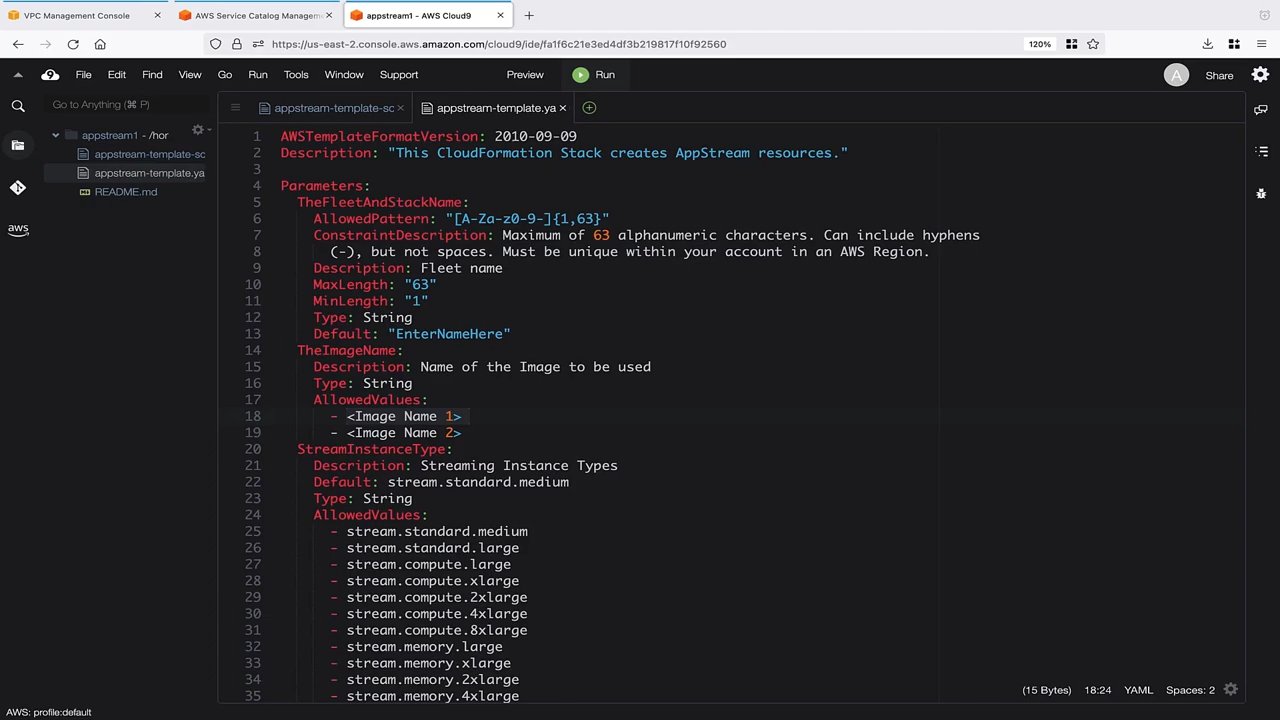 VPC Management Console
AWS Service Catalog Managem
appstream1 - AWS Cloud9
https://us-east-2.console.aws.amazon.com/cloud9/ide/fa1f6c21e3ed4df3b219817f10f92560
120%
File Edit Find View Go Run Tools Window Support Preview Run A Share
Go to Anything (⌘ P)
appstream-template-sc
appstream-template.ya
appstream1 - /hor
appstream-template-sc
appstream-template.ya
README.md
aws
1 AWSTemplateFormatVersion: 2010-09-09
2 Description: "This CloudFormation Stack creates AppStream resources."
3
4 Parameters:
5 TheFleetAndStackName:
6 AllowedPattern: "[A-Za-z0-9-]{1,63}"
7 ConstraintDescription: Maximum of 63 alphanumeric characters. Can include hyphens
8 (-), but not spaces. Must be unique within your account in an AWS Region.
9 Description: Fleet name
10 MaxLength: "63"
11 MinLength: "1"
12 Type: String
13 Default: "EnterNameHere"
14 TheImageName:
15 Description: Name of the Image to be used
16 Type: String
17 AllowedValues:
18 - <Image Name 1>
19 - <Image Name 2>
20 StreamInstanceType:
21 Description: Streaming Instance Types
22 Default: stream.standard.medium
23 Type: String
24 AllowedValues:
25 - stream.standard.medium
26 - stream.standard.large
27 - stream.compute.large
28 - stream.compute.xlarge
29 - stream.compute.2xlarge
30 - stream.compute.4xlarge
31 - stream.compute.8xlarge
32 - stream.memory.large
33 - stream.memory.xlarge
34 - stream.memory.2xlarge
35 - stream.memory.4xlarge
(15 Bytes) 18:24 YAML Spaces: 2
AWS: profile:default